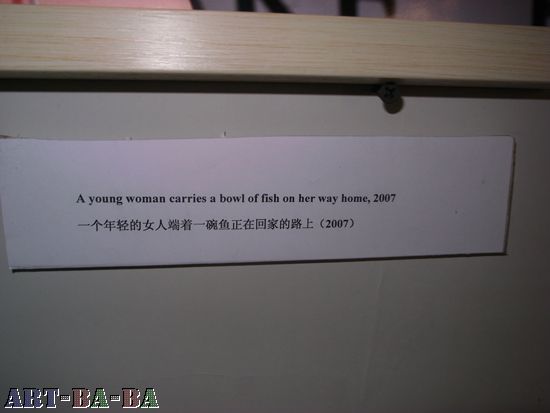 A young woman carries a bowl of fish on her way home, 2007
一个年轻的女人端着一碗鱼正在回家的路上（2007）
ART-BA-BA